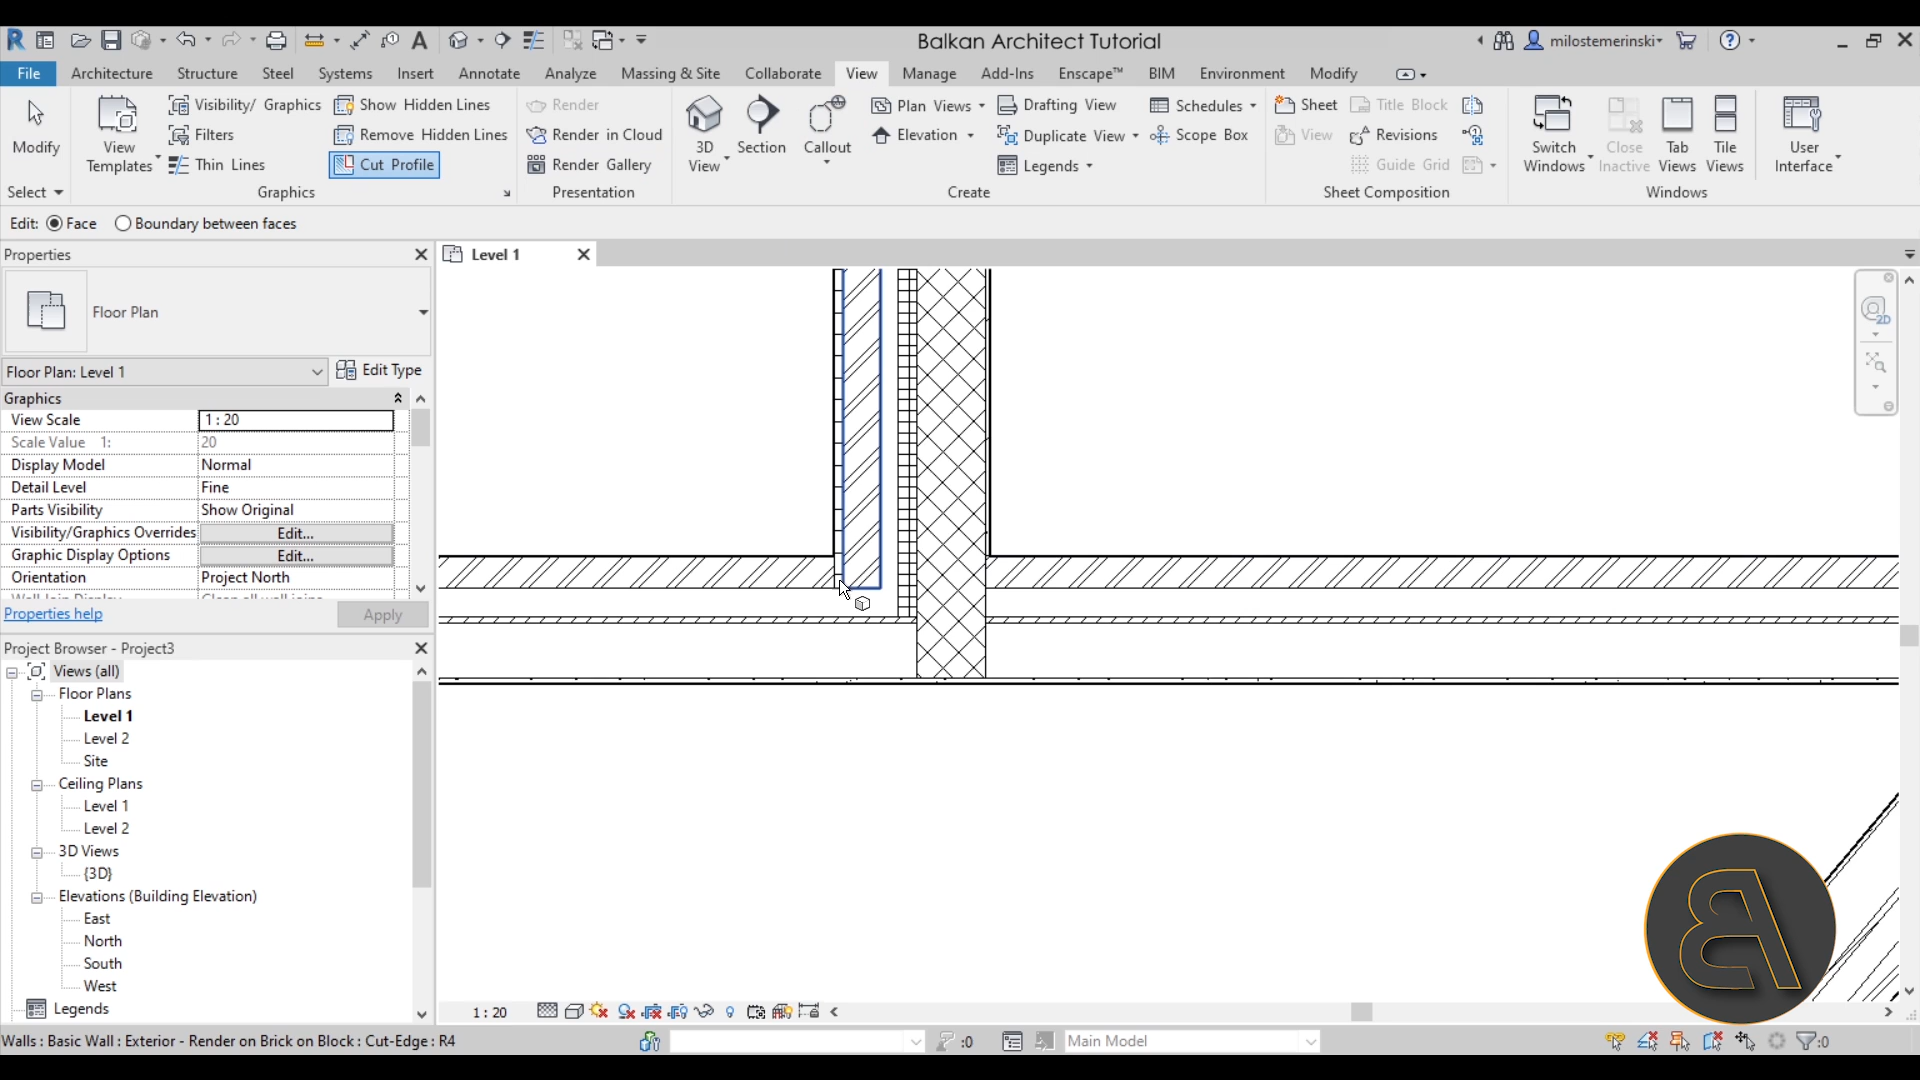 Balkan Architect Tutorial
milostemerinski
File Architecture Structure Steel Systems Insert Annotate Analyze Massing & Site Collaborate View Manage Add-Ins Enscape™ BIM Environment Modify
Modify
View Templates
Visibility/ Graphics
Filters
Thin Lines
Show Hidden Lines
Remove Hidden Lines
Cut Profile
Render
Render in Cloud
Render Gallery
3D View
Section
Callout
Plan Views
Elevation
Drafting View
Duplicate View
Legends
Schedules
Scope Box
Sheet
View
Title Block
Revisions
Guide Grid
Switch Windows
Close Inactive
Tab Views
Tile Views
User Interface
Select Graphics Presentation Create Sheet Composition Windows
Edit: Face Boundary between faces
Properties
Level 1
Floor Plan
2D
Floor Plan: Level 1 Edit Type
Graphics
View Scale 1 : 20
Scale Value 1: 20
Display Model Normal
Detail Level Fine
Parts Visibility Show Original
Visibility/Graphics Overrides Edit...
Graphic Display Options Edit...
Orientation Project North
Wall Join Display Clean all wall joins
Properties help Apply
Project Browser - Project3
Views (all)
Floor Plans
Level 1
Level 2
Site
Ceiling Plans
Level 1
Level 2
3D Views
{3D}
Elevations (Building Elevation)
East
North
South
West
Legends
1 : 20
Walls : Basic Wall : Exterior - Render on Brick on Block : Cut-Edge : R4
:0
Main Model
:0